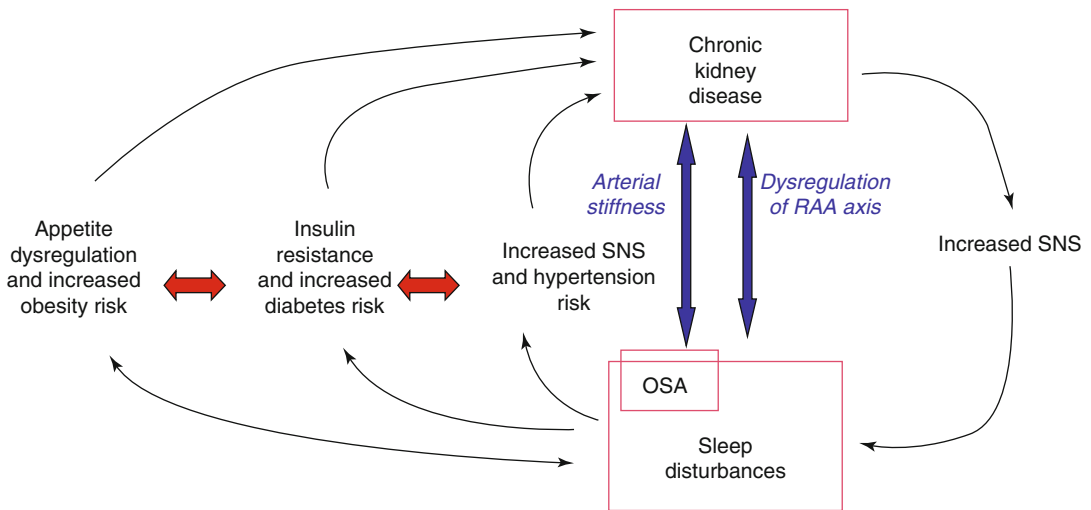 Chronic
kidney
disease
Arterial
stiffness
Dysregulation
of RAA axis
Appetite
dysregulation
and increased
obesity risk
Insulin
resistance
and increased
diabetes risk
Increased SNS
and hypertension
risk
Increased SNS
OSA
Sleep
disturbances